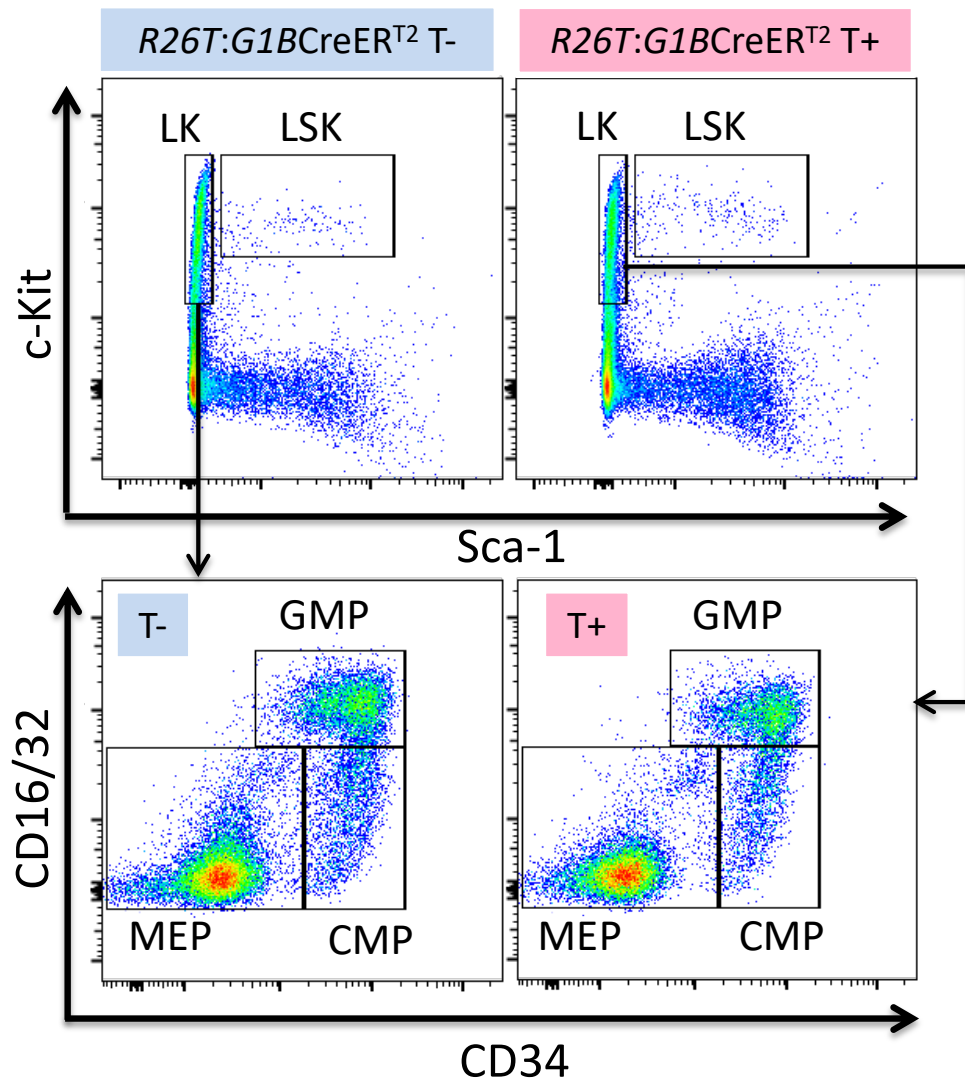 R26T:G1BCreERT2 T-
R26T:G1BCreERT2 T+
LK
LSK
LK
LSK
c-Kit
Sca-1
T-
GMP
T+
GMP
CD16/32
MEP
CMP
MEP
CMP
CD34